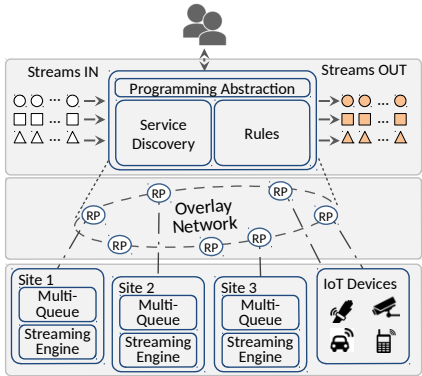 Streams IN
Streams OUT
Programming Abstraction
Service
Discovery
Rules
RP
RP
RP
RP
RP
RP
RP
Overlay
Network
Site 1
Multi-
Queue
Streaming
Engine
Site 2
Multi-
Queue
Streaming
Engine
Site 3
Multi-
Queue
Streaming
Engine
IoT Devices